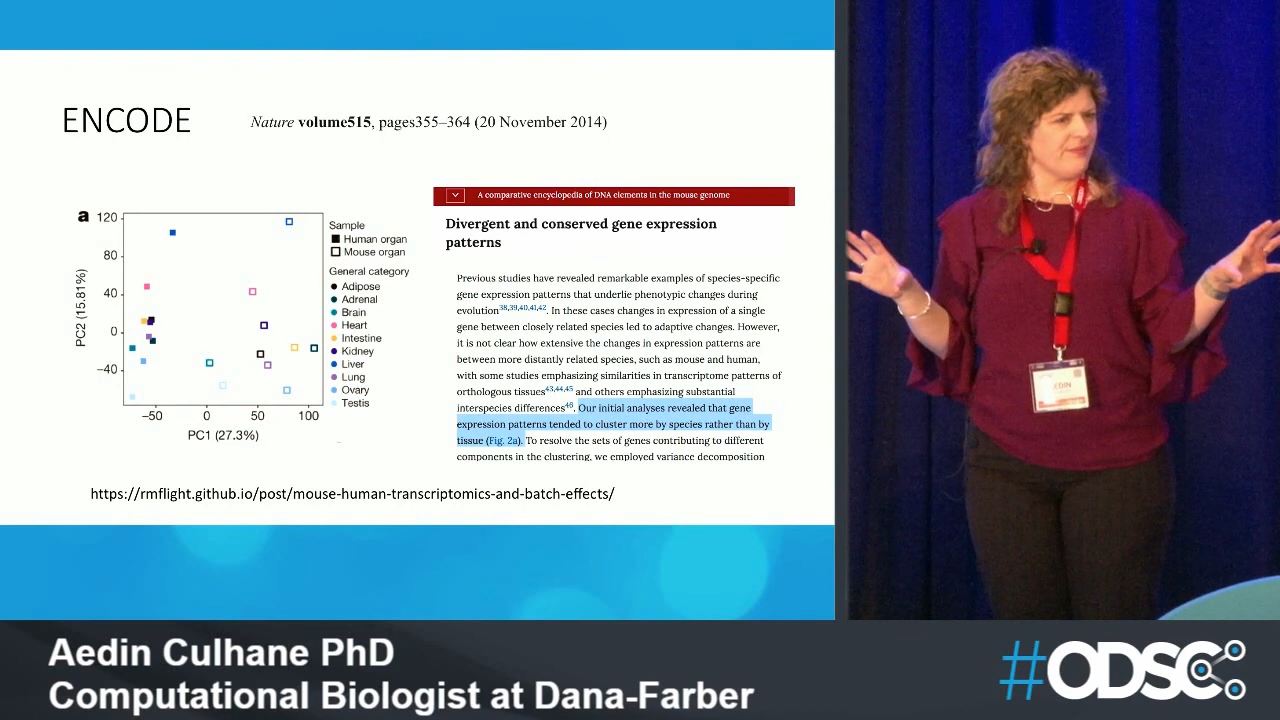 ENCODE
Nature volume515, pages355–364 (20 November 2014)
a
120
80
40
0
−40
PC2 (15.81%)
−50
0
50
100
PC1 (27.3%)
Sample
Human organ
Mouse organ
General category
Adipose
Adrenal
Brain
Heart
Intestine
Kidney
Liver
Lung
Ovary
Testis
A comparative encyclopedia of DNA elements in the mouse genome
Divergent and conserved gene expression
patterns
Previous studies have revealed remarkable examples of species-specific
gene expression patterns that underlie phenotypic changes during
evolution38,39,40,41,42. In these cases changes in expression of a single
gene between closely related species led to adaptive changes. However,
it is not clear how extensive the changes in expression patterns are
between more distantly related species, such as mouse and human,
with some studies emphasizing similarities in transcriptome patterns of
orthologous tissues43,44,45 and others emphasizing substantial
interspecies differences46. Our initial analyses revealed that gene
expression patterns tended to cluster more by species rather than by
tissue (Fig. 2a). To resolve the sets of genes contributing to different
components in the clustering, we employed variance decomposition
https://rmflight.github.io/post/mouse-human-transcriptomics-and-batch-effects/
EDIN
Aedin Culhane PhD
Computational Biologist at Dana-Farber
#ODSC